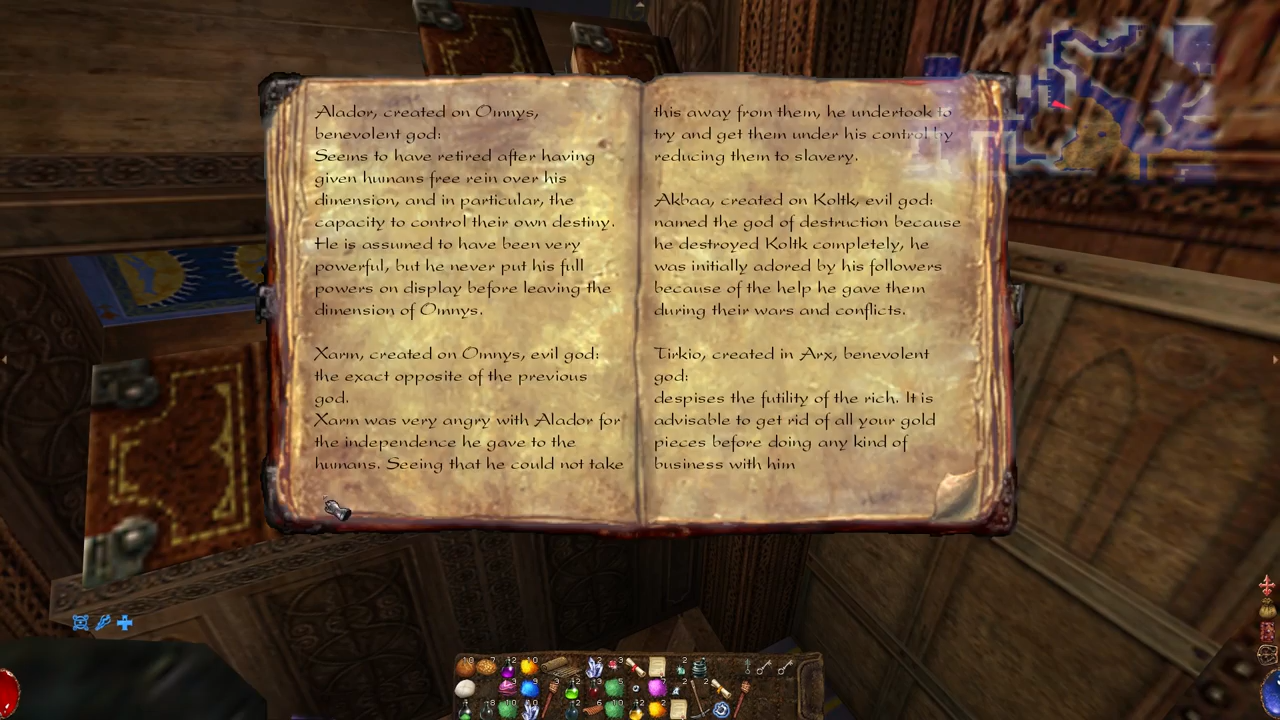 Alador, created on Omnys,
benevolent god:
Seems to have retired after having
given humans free rein over his
dimension, and in particular, the
capacity to control their own destiny.
He is assumed to have been very
powerful, but he never put his full
powers on display before leaving the
dimension of Omnys.
Xarm, created on Omnys, evil god:
the exact opposite of the previous
god.
Xarm was very angry with Alador for
the independence he gave to the
humans. Seeing that he could not take
this away from them, he undertook to
try and get them under his control by
reducing them to slavery.
Akbaa, created on Koltk, evil god:
named the god of destruction because
he destroyed Koltk completely, he
was initially adored by his followers
because of the help he gave them
during their wars and conflicts.
Tirkio, created in Arx, benevolent
god:
despises the futility of the rich. It is
advisable to get rid of all your gold
pieces before doing any kind of
business with him